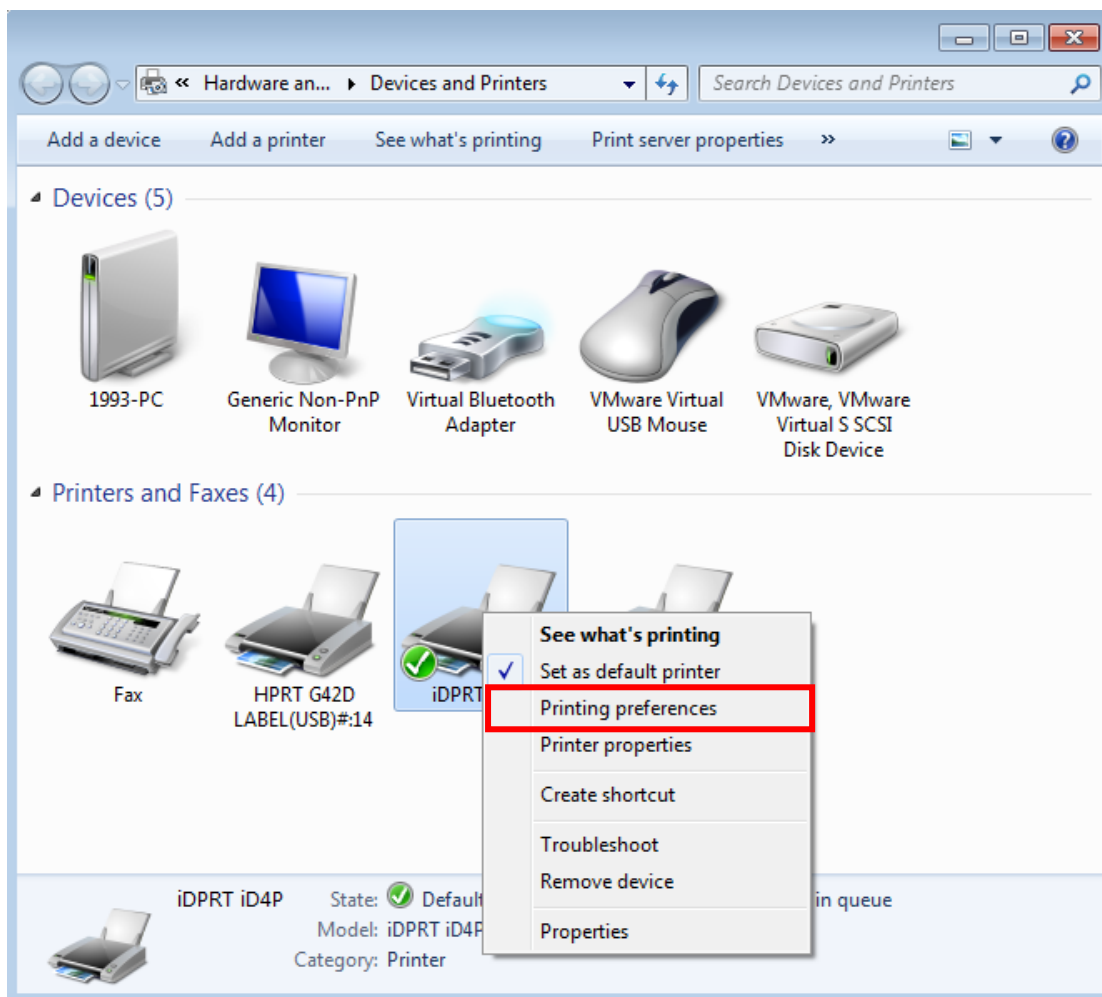 Hardware an...
Devices and Printers
Search Devices and Printers
Add a device
Add a printer
See what's printing
Print server properties
Devices (5)
1993-PC
Generic Non-PnP
Monitor
Virtual Bluetooth
Adapter
VMware Virtual
USB Mouse
VMware, VMware
Virtual S SCSI
Disk Device
Printers and Faxes (4)
Fax
HPRT G42D
LABEL(USB)#:14
iDPRT
See what's printing
Set as default printer
Printing preferences
Printer properties
Create shortcut
Troubleshoot
Remove device
Properties
iDPRT iD4P
State: Default
in queue
Model: iDPRT iD4P
Category: Printer